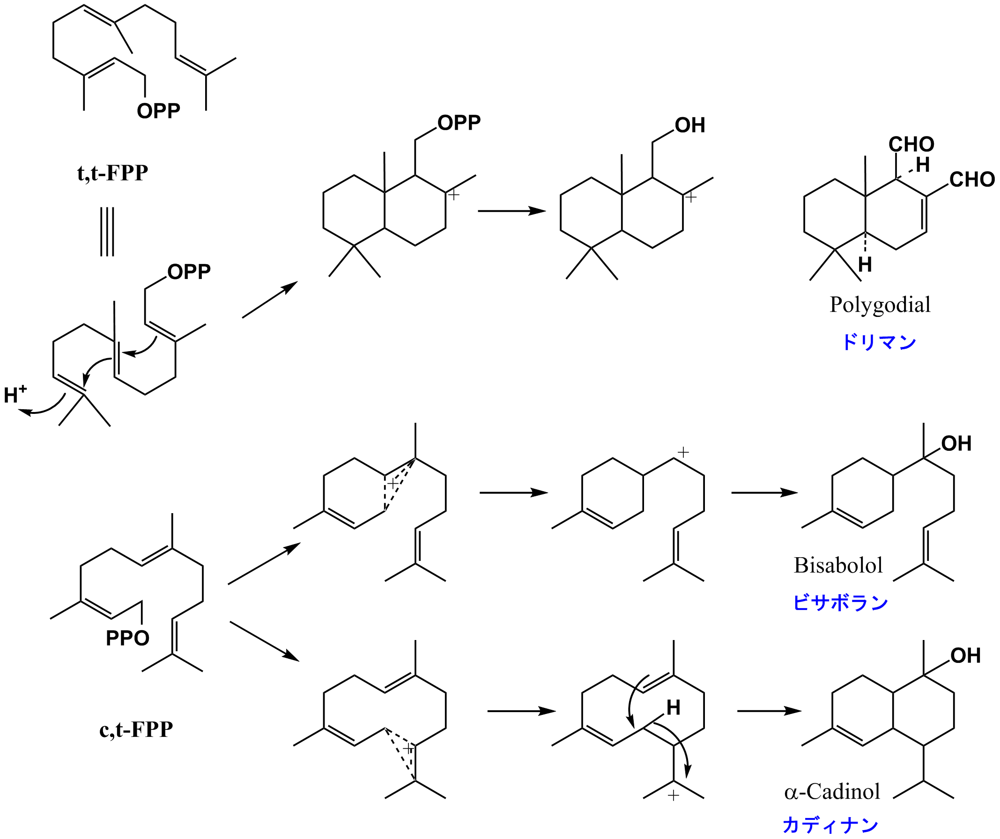 OPP
t,t-FPP
OPP
OH
CHO
H
CHO
H
Polygodial
ドリマン
OPP
H+
OH
Bisabolol
ビサボラン
PPO
c,t-FPP
H
OH
α-Cadinol
カディナン